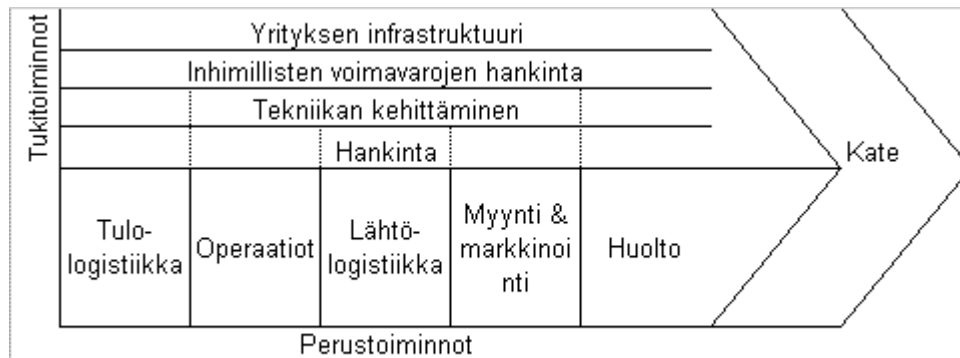 Tukitoiminnot
Yrityksen infrastruktuuri
Inhimillisten voimavarojen hankinta
Tekniikan kehittäminen
Hankinta
Kate
Tulo-
logistiikka
Operaatiot
Lähtö-
logistiikka
Myynti &
markkinoi
nti
Huolto
Perustoiminnot